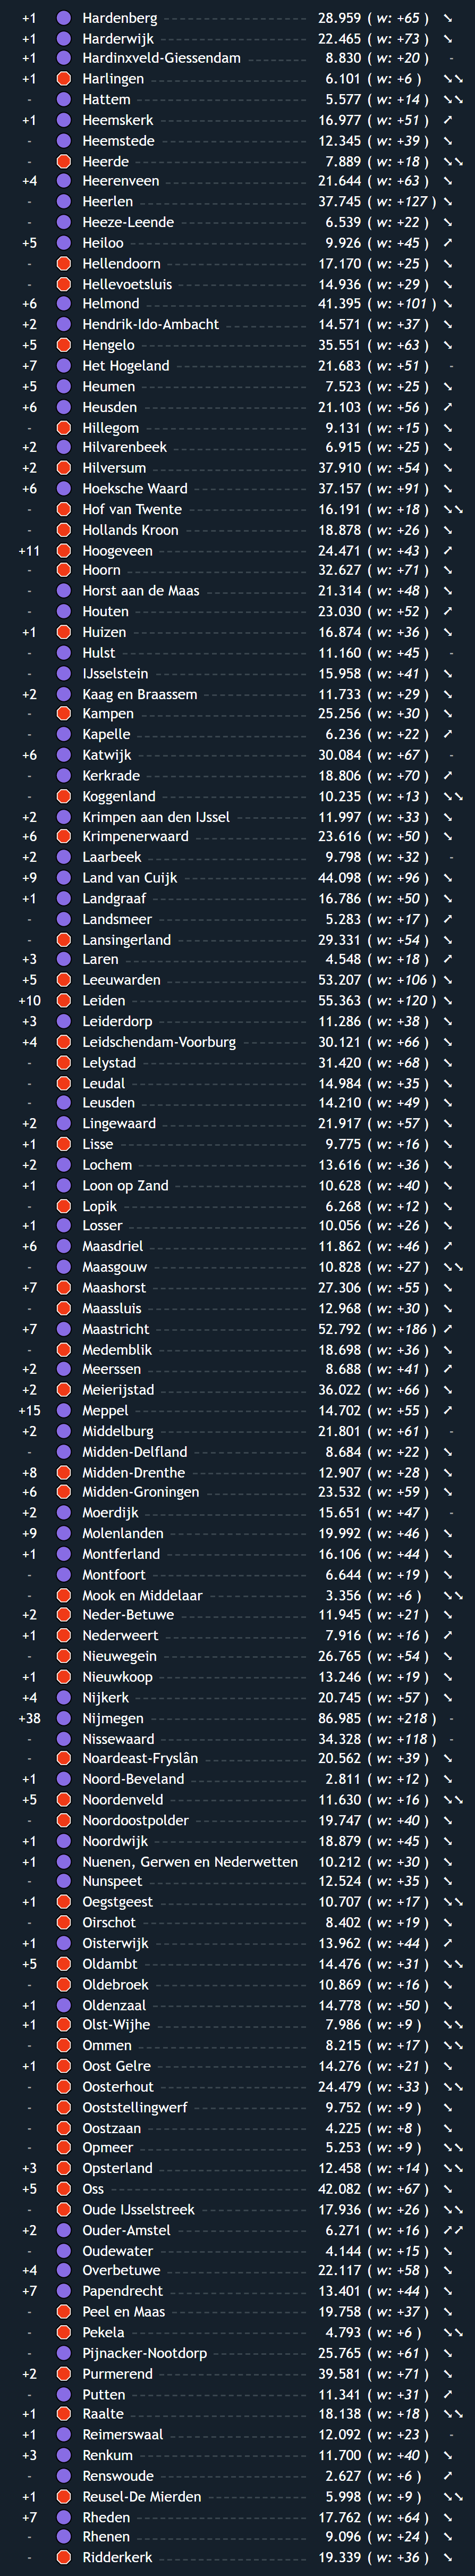 +1 Hardenberg 28.959 ( w: +65 ) ↘
+1 Harderwijk 22.465 ( w: +73 ) ↘
+1 Hardinxveld-Giessendam 8.830 ( w: +20 ) -
+1 Harlingen 6.101 ( w: +6 ) ↘↘
- Hattem 5.577 ( w: +14 ) ↘↘
+1 Heemskerk 16.977 ( w: +51 ) ↗
- Heemstede 12.345 ( w: +39 ) ↘
- Heerde 7.889 ( w: +18 ) ↘↘
+4 Heerenveen 21.644 ( w: +63 ) ↘
- Heerlen 37.745 ( w: +127 ) ↘
- Heeze-Leende 6.539 ( w: +22 ) ↘
+5 Heiloo 9.926 ( w: +45 ) ↗
- Hellendoorn 17.170 ( w: +25 ) ↘
- Hellevoetsluis 14.936 ( w: +29 ) ↘
+6 Helmond 41.395 ( w: +101 ) ↘
+2 Hendrik-Ido-Ambacht 14.571 ( w: +37 ) ↘
+5 Hengelo 35.551 ( w: +63 ) ↘
+7 Het Hogeland 21.683 ( w: +51 ) -
+5 Heumen 7.523 ( w: +25 ) ↘
+6 Heusden 21.103 ( w: +56 ) ↗
- Hillegom 9.131 ( w: +15 ) ↘
+2 Hilvarenbeek 6.915 ( w: +25 ) ↘
+2 Hilversum 37.910 ( w: +54 ) ↘
+6 Hoeksche Waard 37.157 ( w: +91 ) ↘
- Hof van Twente 16.191 ( w: +18 ) ↘↘
- Hollands Kroon 18.878 ( w: +26 ) ↘
+11 Hoogeveen 24.471 ( w: +43 ) ↗
- Hoorn 32.627 ( w: +71 ) ↘
- Horst aan de Maas 21.314 ( w: +48 ) ↘
- Houten 23.030 ( w: +52 ) ↗
+1 Huizen 16.874 ( w: +36 ) ↘
- Hulst 11.160 ( w: +45 ) -
- IJsselstein 15.958 ( w: +41 ) ↘
+2 Kaag en Braassem 11.733 ( w: +29 ) ↘
- Kampen 25.256 ( w: +30 ) ↘
- Kapelle 6.236 ( w: +22 ) ↗
+6 Katwijk 30.084 ( w: +67 ) -
- Kerkrade 18.806 ( w: +70 ) ↗
- Koggenland 10.235 ( w: +13 ) ↘↘
+2 Krimpen aan den IJssel 11.997 ( w: +33 ) ↘
+6 Krimpenerwaard 23.616 ( w: +50 ) ↘
+2 Laarbeek 9.798 ( w: +32 ) -
+9 Land van Cuijk 44.098 ( w: +96 ) ↘
+1 Landgraaf 16.786 ( w: +50 ) ↘
- Landsmeer 5.283 ( w: +17 ) ↗
- Lansingerland 29.331 ( w: +54 ) ↘
+3 Laren 4.548 ( w: +18 ) ↗
+5 Leeuwarden 53.207 ( w: +106 ) ↘
+10 Leiden 55.363 ( w: +120 ) ↘
+3 Leiderdorp 11.286 ( w: +38 ) ↘
+4 Leidschendam-Voorburg 30.121 ( w: +66 ) ↘
- Lelystad 31.420 ( w: +68 ) ↘
- Leudal 14.984 ( w: +35 ) ↘
- Leusden 14.210 ( w: +49 ) ↘
+2 Lingewaard 21.917 ( w: +57 ) ↘
+1 Lisse 9.775 ( w: +16 ) ↘
+2 Lochem 13.616 ( w: +36 ) ↘
+1 Loon op Zand 10.628 ( w: +40 ) ↘
- Lopik 6.268 ( w: +12 ) ↘
+1 Losser 10.056 ( w: +26 ) ↘
+6 Maasdriel 11.862 ( w: +46 ) ↗
- Maasgouw 10.828 ( w: +27 ) ↘↘
+7 Maashorst 27.306 ( w: +55 ) ↘
- Maassluis 12.968 ( w: +30 ) ↘
+7 Maastricht 52.792 ( w: +186 ) ↗
- Medemblik 18.698 ( w: +36 ) ↘
+2 Meerssen 8.688 ( w: +41 ) ↗
+2 Meierijstad 36.022 ( w: +66 ) ↘
+15 Meppel 14.702 ( w: +55 ) ↗
+2 Middelburg 21.801 ( w: +61 ) -
- Midden-Delfland 8.684 ( w: +22 ) ↘
+8 Midden-Drenthe 12.907 ( w: +28 ) ↘
+6 Midden-Groningen 23.532 ( w: +59 ) ↘
+2 Moerdijk 15.651 ( w: +47 ) -
+9 Molenlanden 19.992 ( w: +46 ) ↘
+1 Montferland 16.106 ( w: +44 ) ↘
- Montfoort 6.644 ( w: +19 ) ↘
- Mook en Middelaar 3.356 ( w: +6 ) ↘↘
+2 Neder-Betuwe 11.945 ( w: +21 ) ↘
+1 Nederweert 7.916 ( w: +16 ) ↗
- Nieuwegein 26.765 ( w: +54 ) ↘
+1 Nieuwkoop 13.246 ( w: +19 ) ↘
+4 Nijkerk 20.745 ( w: +57 ) ↘
+38 Nijmegen 86.985 ( w: +218 ) -
- Nissewaard 34.328 ( w: +118 ) -
- Noardeast-Fryslân 20.562 ( w: +39 ) ↘
+1 Noord-Beveland 2.811 ( w: +12 ) ↘
+5 Noordenveld 11.630 ( w: +16 ) ↘↘
- Noordoostpolder 19.747 ( w: +40 ) ↘
+1 Noordwijk 18.879 ( w: +45 ) ↘
+1 Nuenen, Gerwen en Nederwetten 10.212 ( w: +30 ) ↘
- Nunspeet 12.524 ( w: +35 ) ↘
+1 Oegstgeest 10.707 ( w: +17 ) ↘↘
- Oirschot 8.402 ( w: +19 ) ↘
+1 Oisterwijk 13.962 ( w: +44 ) ↗
+5 Oldambt 14.476 ( w: +31 ) ↘↘
- Oldebroek 10.869 ( w: +16 ) ↘
+1 Oldenzaal 14.778 ( w: +50 ) ↘
+1 Olst-Wijhe 7.986 ( w: +9 ) ↘↘
- Ommen 8.215 ( w: +17 ) ↘↘
+1 Oost Gelre 14.276 ( w: +21 ) ↘
- Oosterhout 24.479 ( w: +33 ) ↘↘
- Ooststellingwerf 9.752 ( w: +9 ) ↘
- Oostzaan 4.225 ( w: +8 ) ↘
- Opmeer 5.253 ( w: +9 ) ↘↘
+3 Opsterland 12.458 ( w: +14 ) ↘↘
+5 Oss 42.082 ( w: +67 ) ↘
- Oude IJsselstreek 17.936 ( w: +26 ) ↘↘
+2 Ouder-Amstel 6.271 ( w: +16 ) ↗↗
- Oudewater 4.144 ( w: +15 ) ↘
+4 Overbetuwe 22.117 ( w: +58 ) ↘
+7 Papendrecht 13.401 ( w: +44 ) ↘
- Peel en Maas 19.758 ( w: +37 ) ↘
- Pekela 4.793 ( w: +6 ) ↘↘
- Pijnacker-Nootdorp 25.765 ( w: +61 ) ↘
+2 Purmerend 39.581 ( w: +71 ) ↘
- Putten 11.341 ( w: +31 ) ↗
+1 Raalte 18.138 ( w: +18 ) ↘↘
+1 Reimerswaal 12.092 ( w: +23 ) -
+3 Renkum 11.700 ( w: +40 ) ↘
- Renswoude 2.627 ( w: +6 ) ↗
+1 Reusel-De Mierden 5.998 ( w: +9 ) ↘↘
+7 Rheden 17.762 ( w: +64 ) ↘
- Rhenen 9.096 ( w: +24 ) ↘
- Ridderkerk 19.339 ( w: +36 ) ↘